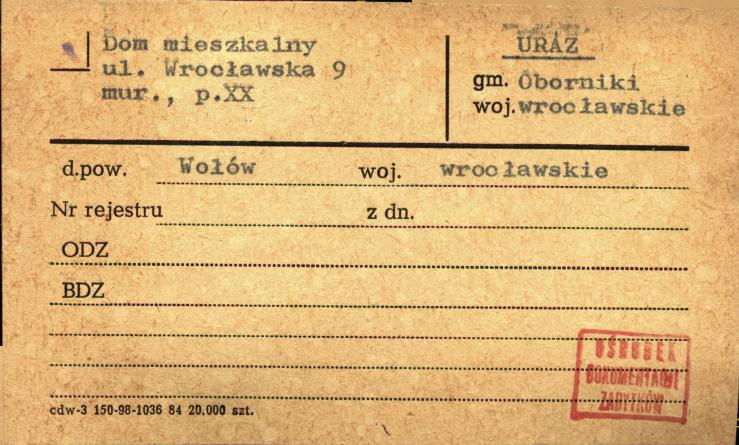 Dom mieszkalny
ul. Wrocławska 9
mur., p.XX
URAZ
gm. Oborniki
woj. wrocławskie
d.pow. Wołów woj. wrocławskie
Nr rejestru z dn.
ODZ
BDZ
OŚRODEK
DOKUMENTACJI
ZABYTKÓW
cdw-3 150-98-1036 84 20.000 szt.